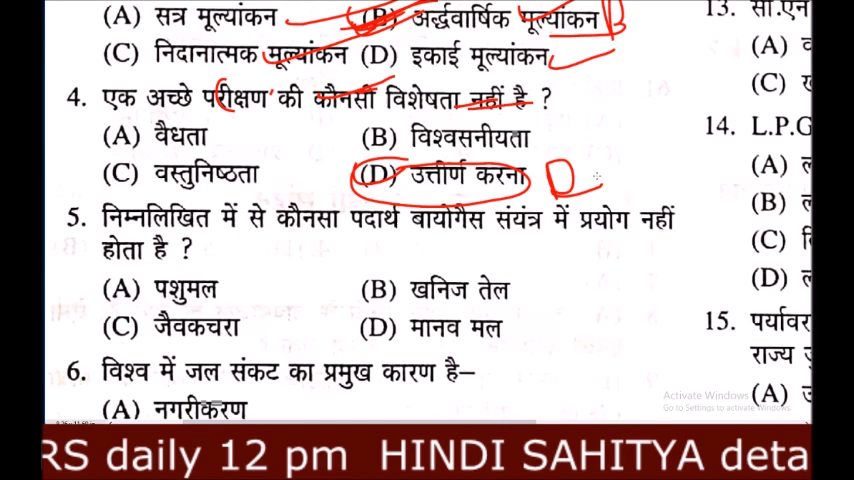 (A) सत्र मूल्यांकन (B) अर्द्धवार्षिक मूल्यांकन B
(C) निदानात्मक मूल्यांकन (D) इकाई मूल्यांकन
4. एक अच्छे परीक्षण की कौनसी विशेषता नहीं है ?
(A) वैधता (B) विश्वसनीयता
(C) वस्तुनिष्ठता (D) उत्तीर्ण करना D
5. निम्नलिखित में से कौनसा पदार्थ बायोगैस संयंत्र में प्रयोग नहीं
होता है ?
(A) पशुमल (B) खनिज तेल
(C) जैवकचरा (D) मानव मल
6. विश्व में जल संकट का प्रमुख कारण है–
(A) नगरीकरण
13. सी.एन
(A)
(C)
14. L.P.G
(A)
(B)
(C)
(D)
15. पर्यावर
राज्य
(A)
Activate Windows
Go to Settings to activate Windows.
RS daily 12 pm HINDI SAHITYA deta